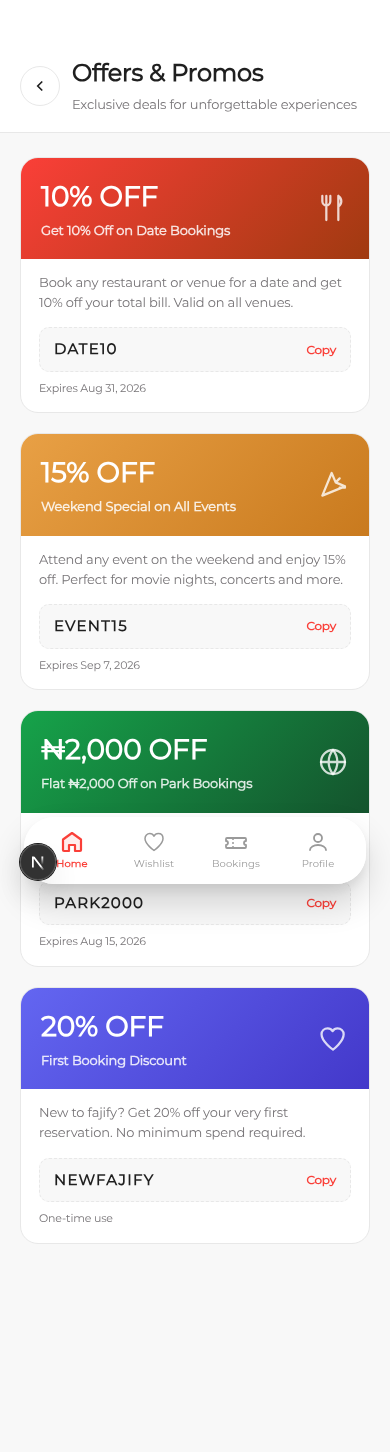 Offers & Promos
Exclusive deals for unforgettable experiences
10% OFF
Get 10% Off on Date Bookings
Book any restaurant or venue for a date and get
10% off your total bill. Valid on all venues.
DATE10 Copy
Expires Aug 31, 2026
15% OFF
Weekend Special on All Events
Attend any event on the weekend and enjoy 15%
off. Perfect for movie nights, concerts and more.
EVENT15 Copy
Expires Sep 7, 2026
₦2,000 OFF
Flat ₦2,000 Off on Park Bookings
N Home Wishlist Bookings Profile
PARK2000 Copy
Expires Aug 15, 2026
20% OFF
First Booking Discount
New to fajify? Get 20% off your very first
reservation. No minimum spend required.
NEWFAJIFY Copy
One-time use